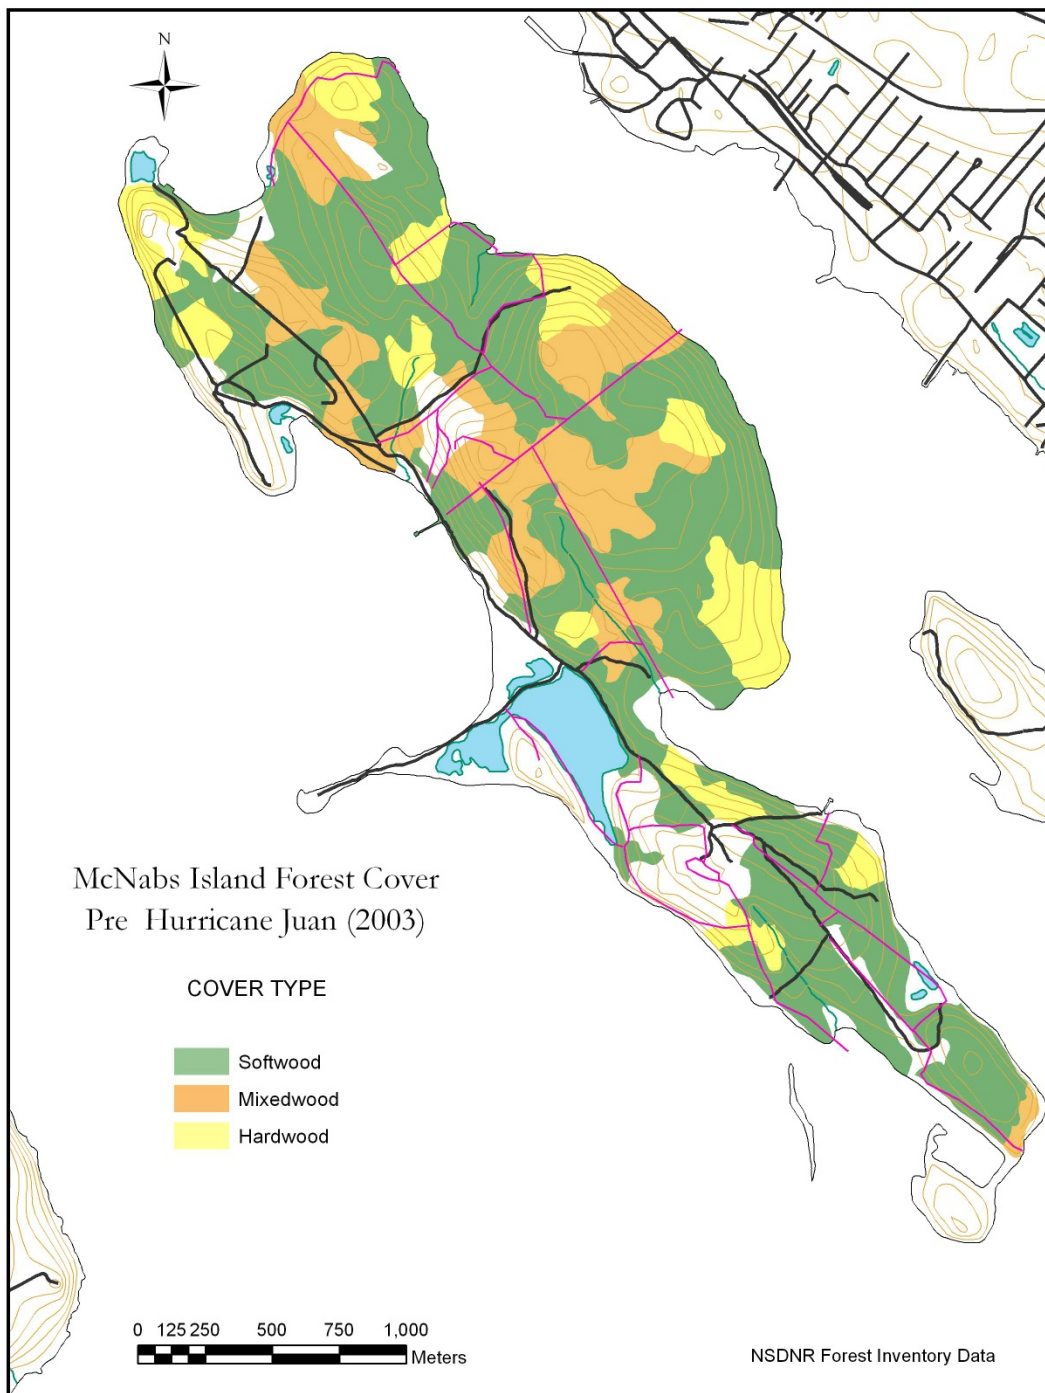 N
McNabs Island Forest Cover
Pre Hurricane Juan (2003)
COVER TYPE
Softwood
Mixedwood
Hardwood
0 125 250 500 750 1,000
Meters
NSDNR Forest Inventory Data